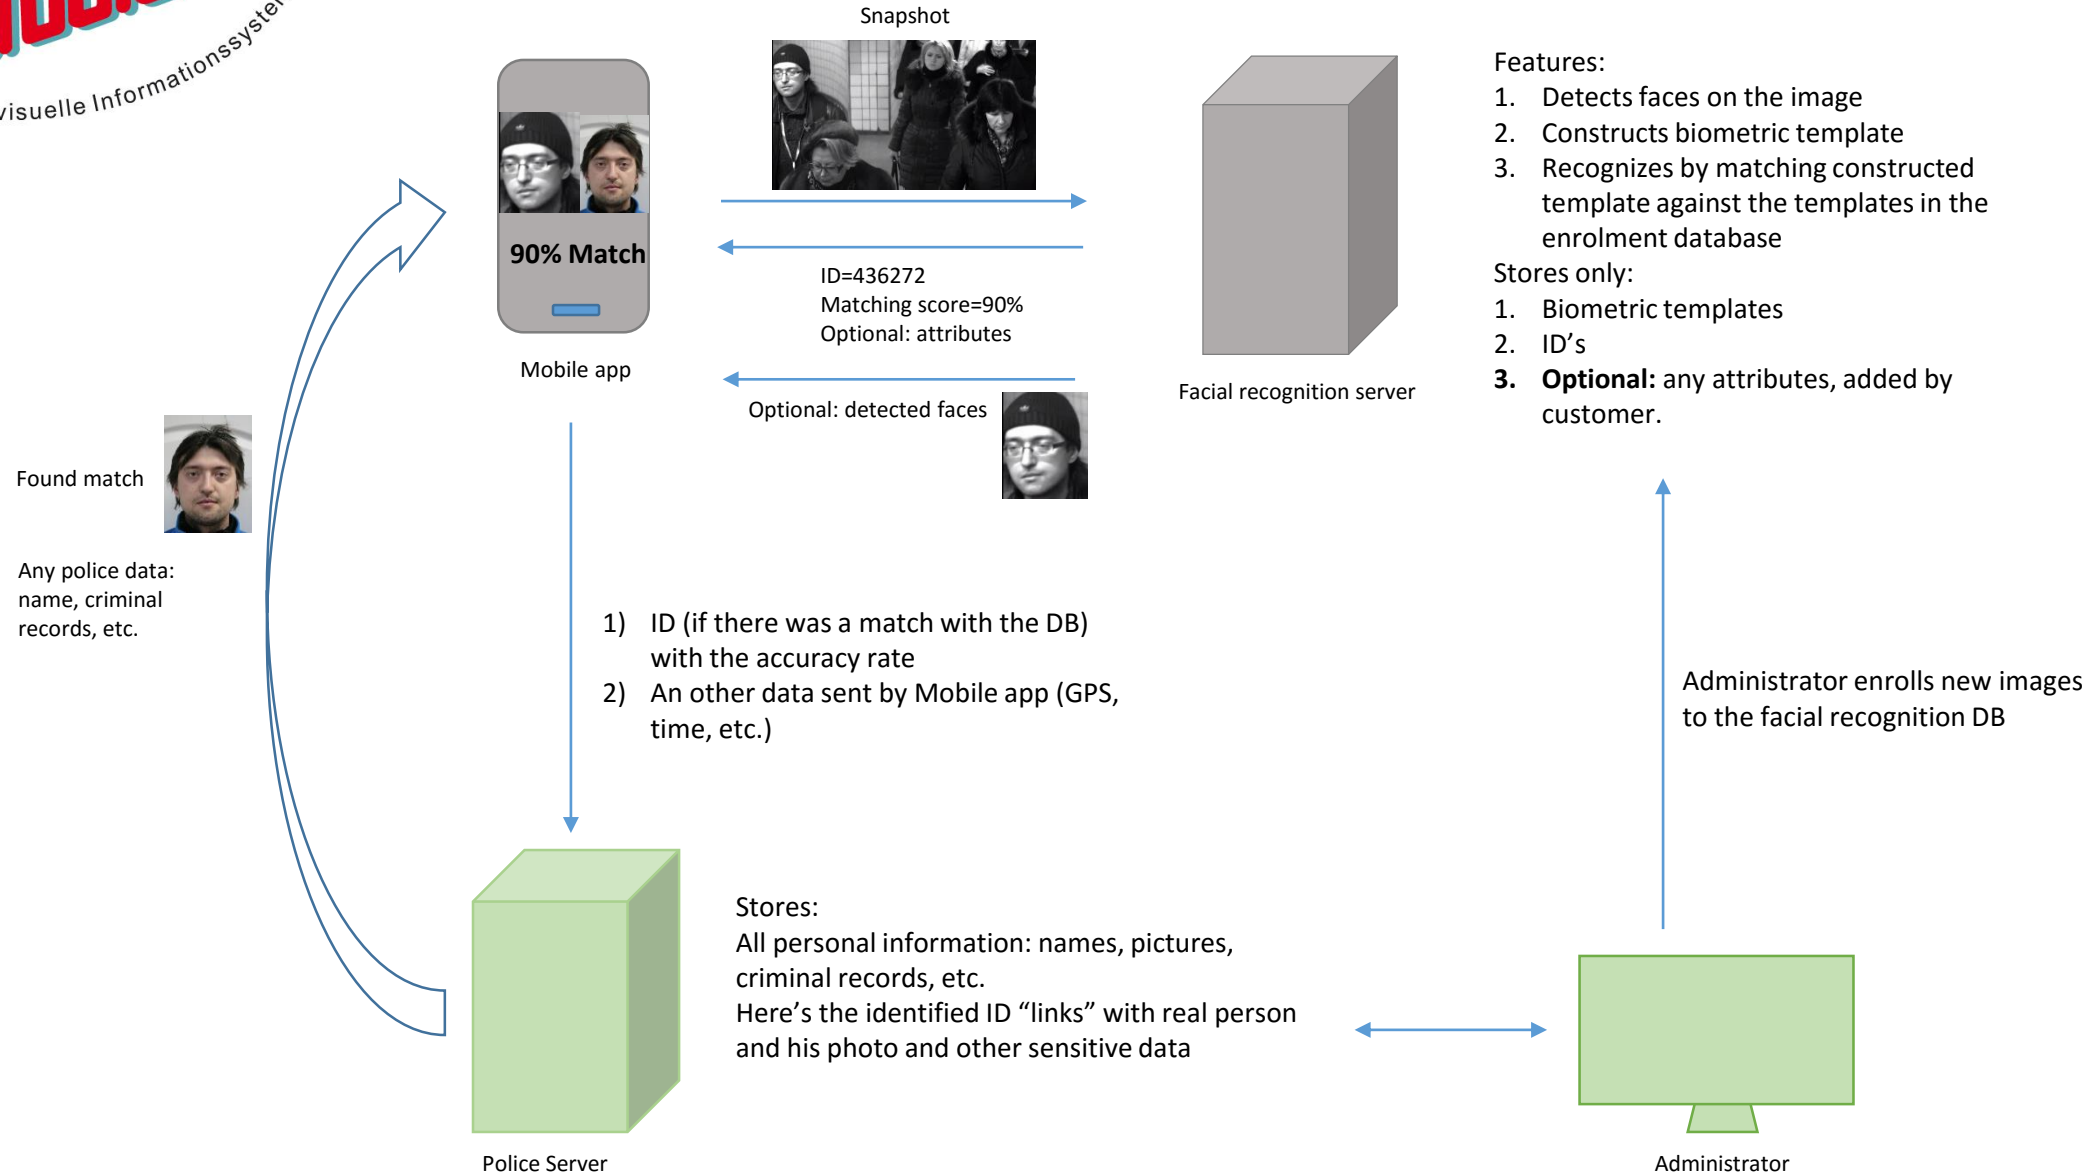 Informationssystem
Snapshot
90% Match
Mobile app
ID=436272
Matching score=90%
Optional: attributes
Optional: detected faces
Facial recognition server
Features:
1. Detects faces on the image
2. Constructs biometric template
3. Recognizes by matching constructed
template against the templates in the
enrolment database
Stores only:
1. Biometric templates
2. ID’s
3. Optional: any attributes, added by
customer.
Found match
Any police data:
name, criminal
records, etc.
1) ID (if there was a match with the DB)
with the accuracy rate
2) An other data sent by Mobile app (GPS,
time, etc.)
Administrator enrolls new images
to the facial recognition DB
Stores:
All personal information: names, pictures,
criminal records, etc.
Here’s the identified ID “links” with real person
and his photo and other sensitive data
Police Server
Administrator